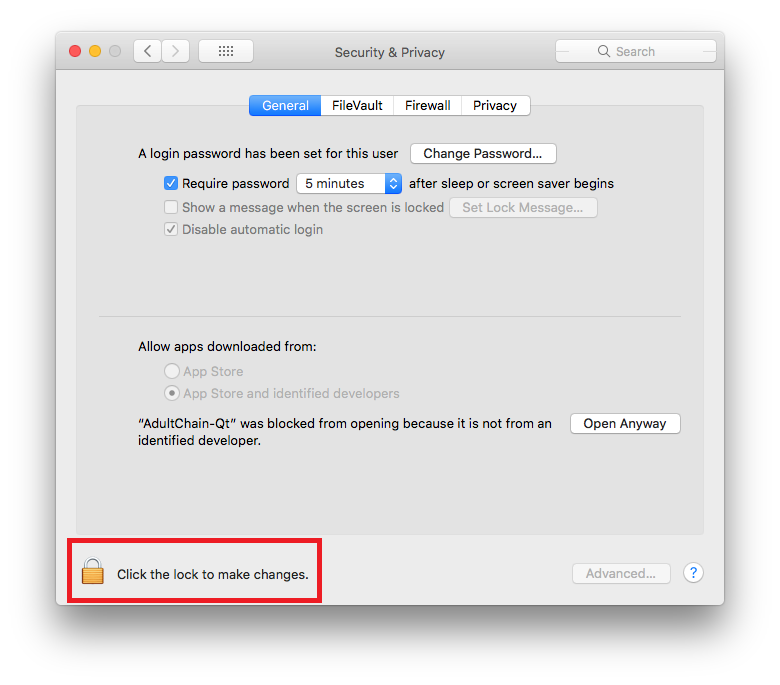 Security & Privacy
Search
General FileVault Firewall Privacy
A login password has been set for this user Change Password...
Require password 5 minutes after sleep or screen saver begins
Show a message when the screen is locked Set Lock Message...
Disable automatic login
Allow apps downloaded from:
App Store
App Store and identified developers
“AdultChain-Qt” was blocked from opening because it is not from an
identified developer.
Open Anyway
Click the lock to make changes.
Advanced...
?